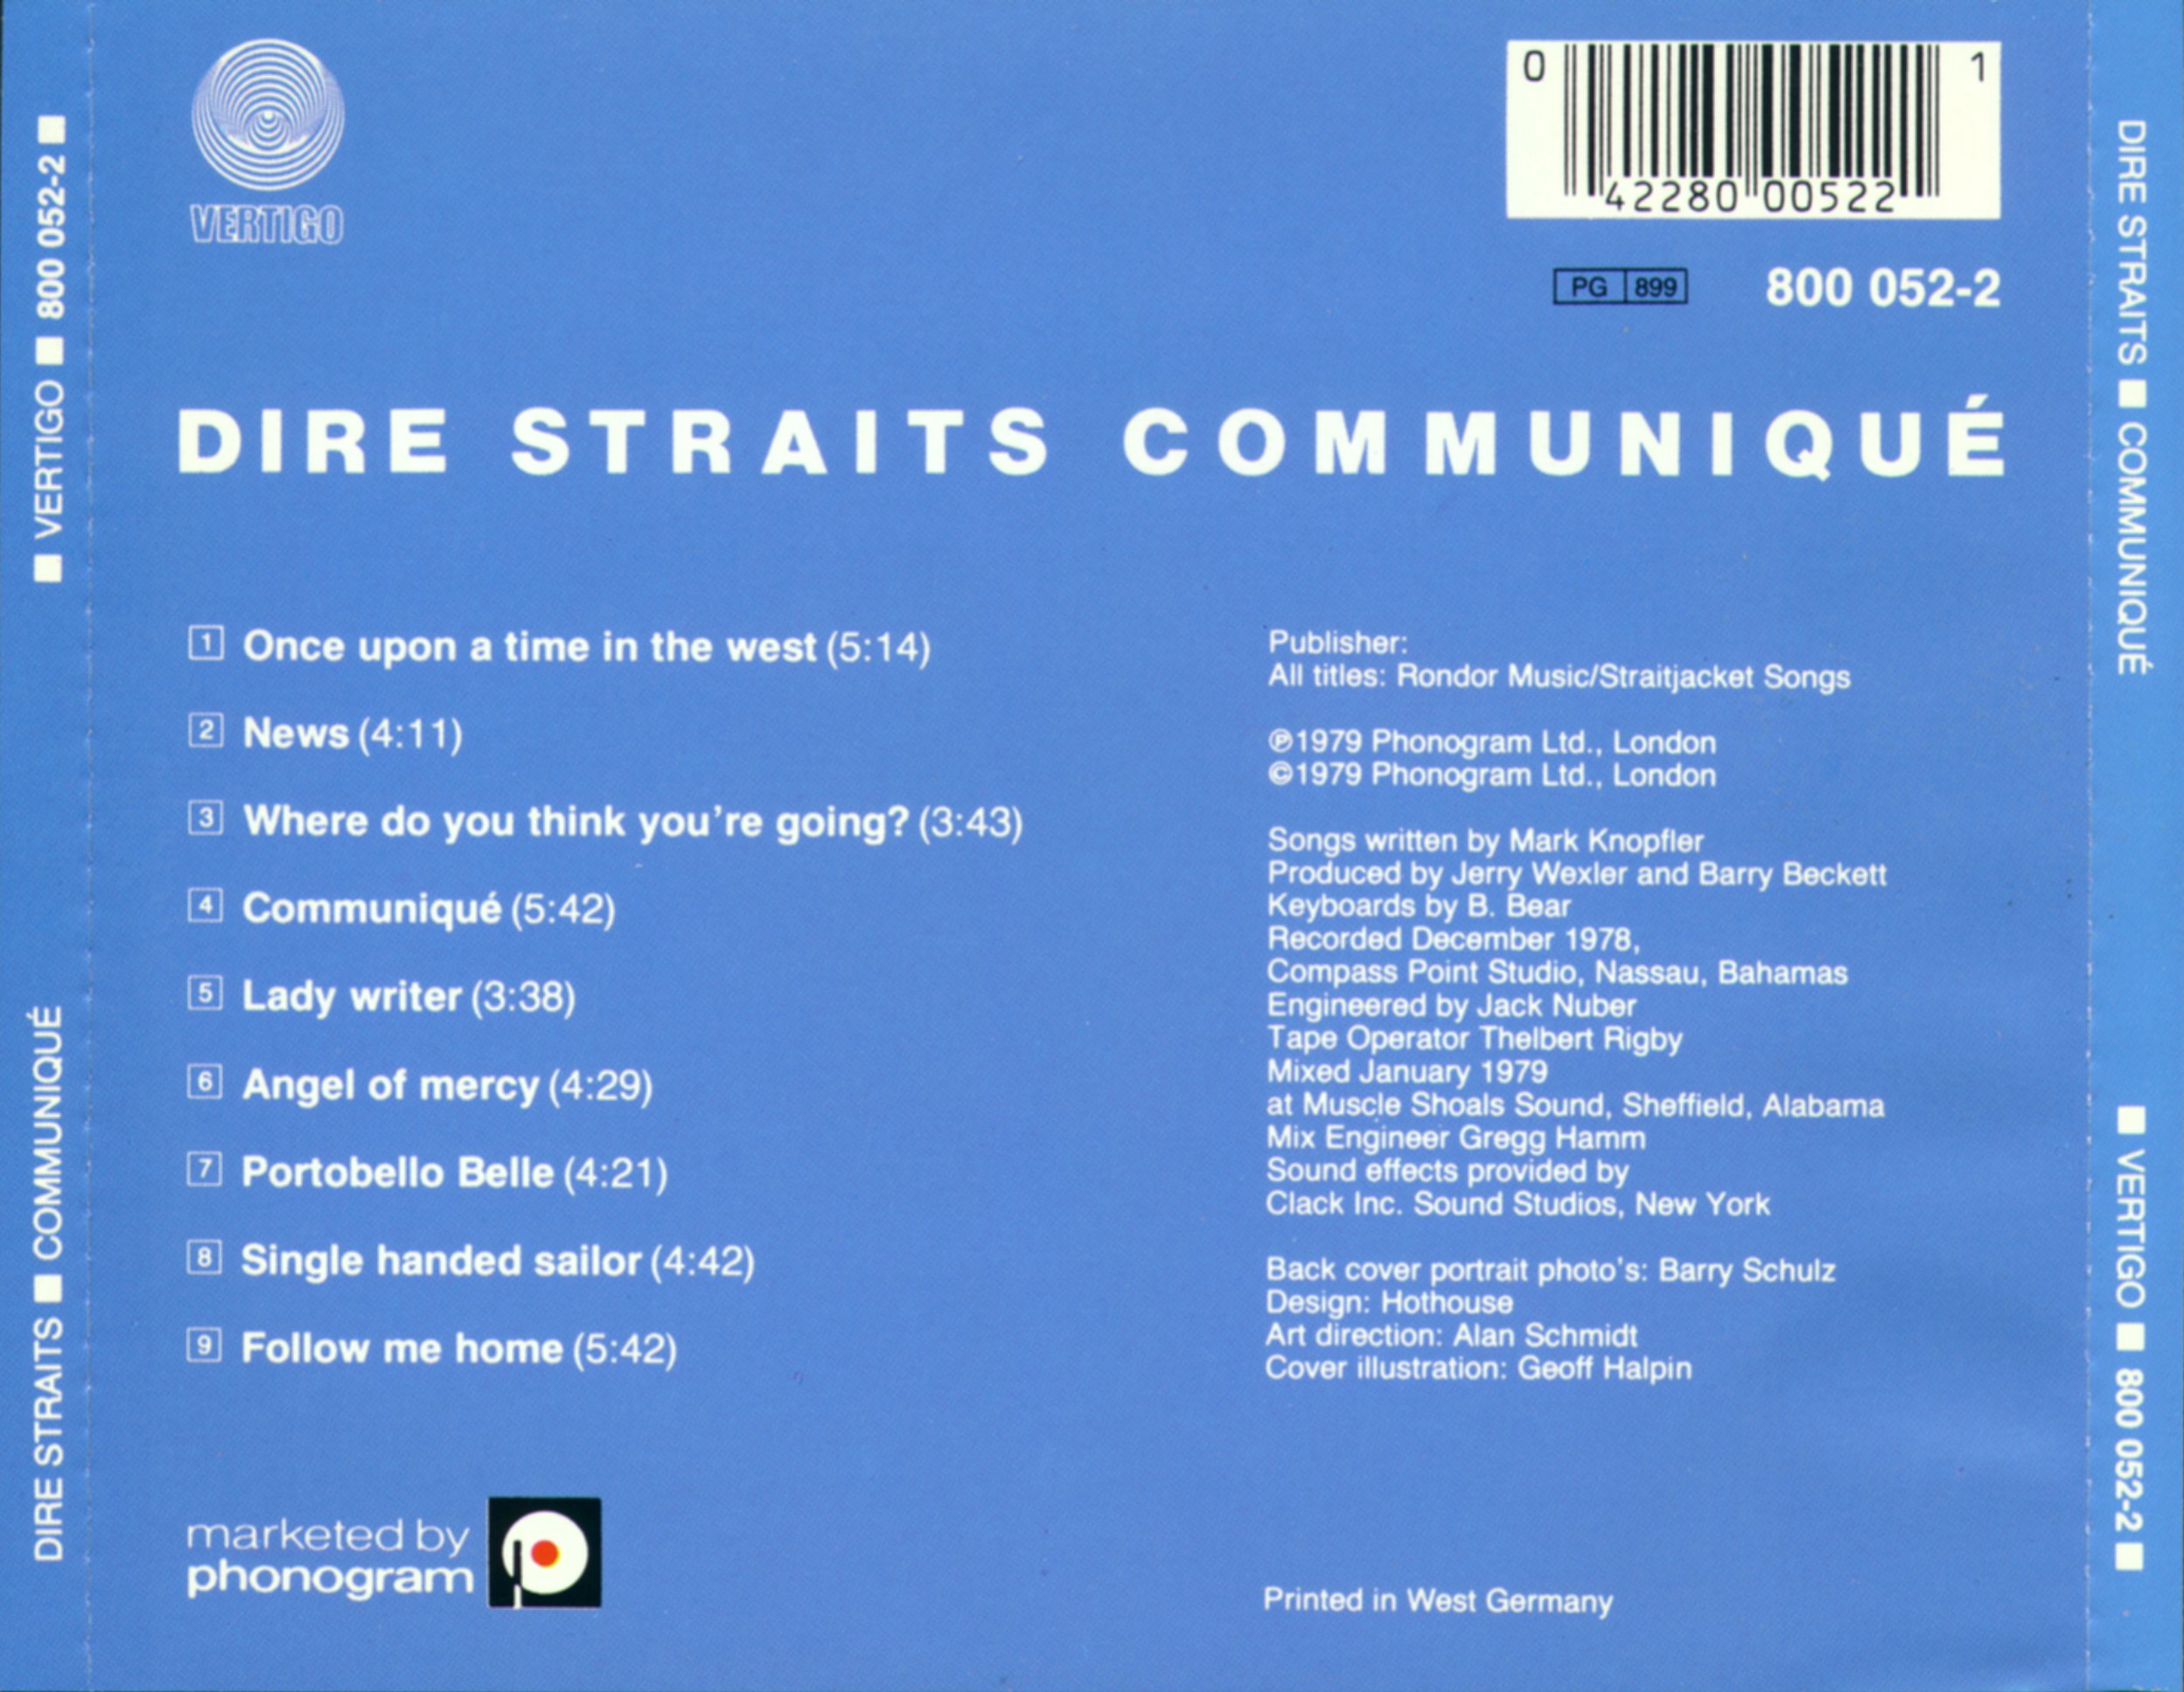 ■ VERTIGO ■ 800 052-2 ■
DIRE STRAITS ■ COMMUNIQUÉ
VERTIGO
0 42280 00522 1
PG 899
800 052-2
DIRE STRAITS COMMUNIQUÉ
1 Once upon a time in the west (5:14)
2 News (4:11)
3 Where do you think you're going? (3:43)
4 Communiqué (5:42)
5 Lady writer (3:38)
6 Angel of mercy (4:29)
7 Portobello Belle (4:21)
8 Single handed sailor (4:42)
9 Follow me home (5:42)
marketed by
phonogram
Publisher:
All titles: Rondor Music/Straitjacket Songs
℗1979 Phonogram Ltd., London
©1979 Phonogram Ltd., London
Songs written by Mark Knopfler
Produced by Jerry Wexler and Barry Beckett
Keyboards by B. Bear
Recorded December 1978,
Compass Point Studio, Nassau, Bahamas
Engineered by Jack Nuber
Tape Operator Thelbert Rigby
Mixed January 1979
at Muscle Shoals Sound, Sheffield, Alabama
Mix Engineer Gregg Hamm
Sound effects provided by
Clack Inc. Sound Studios, New York
Back cover portrait photo's: Barry Schulz
Design: Hothouse
Art direction: Alan Schmidt
Cover illustration: Geoff Halpin
Printed in West Germany
DIRE STRAITS ■ COMMUNIQUÉ
■ VERTIGO ■ 800 052-2 ■